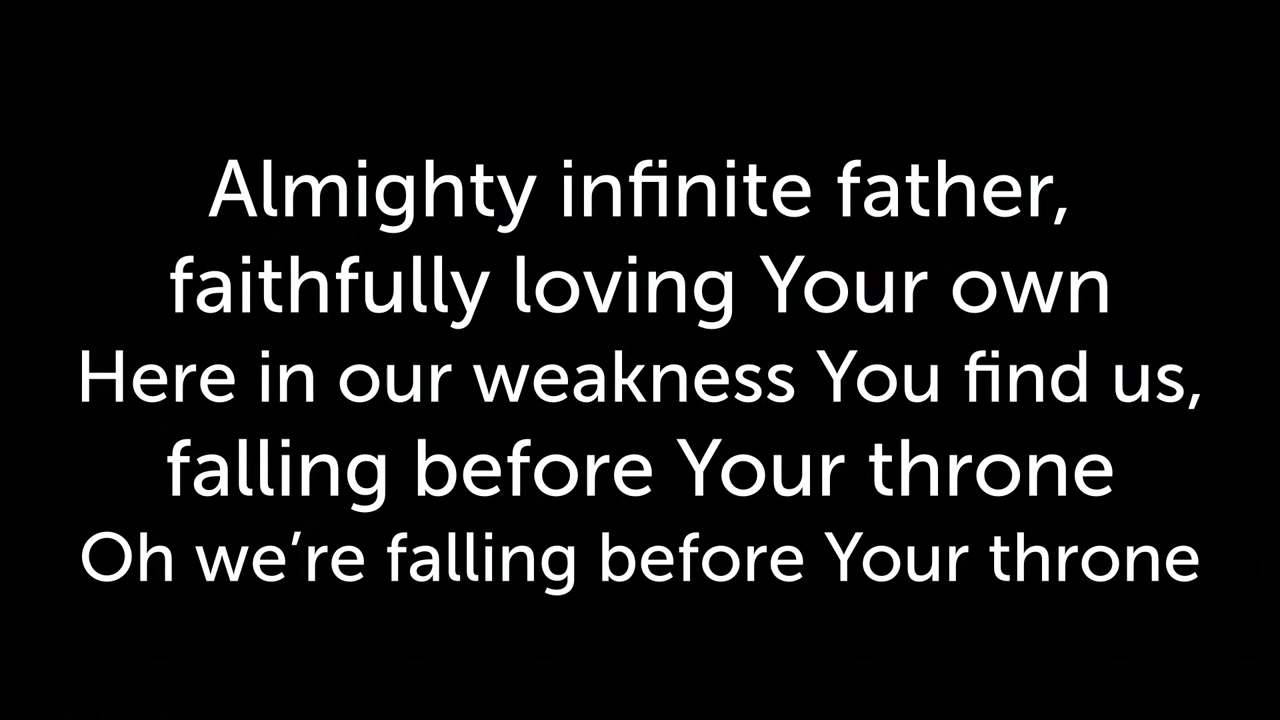 Almighty infinite father,
faithfully loving Your own
Here in our weakness You find us,
falling before Your throne
Oh we’re falling before Your throne